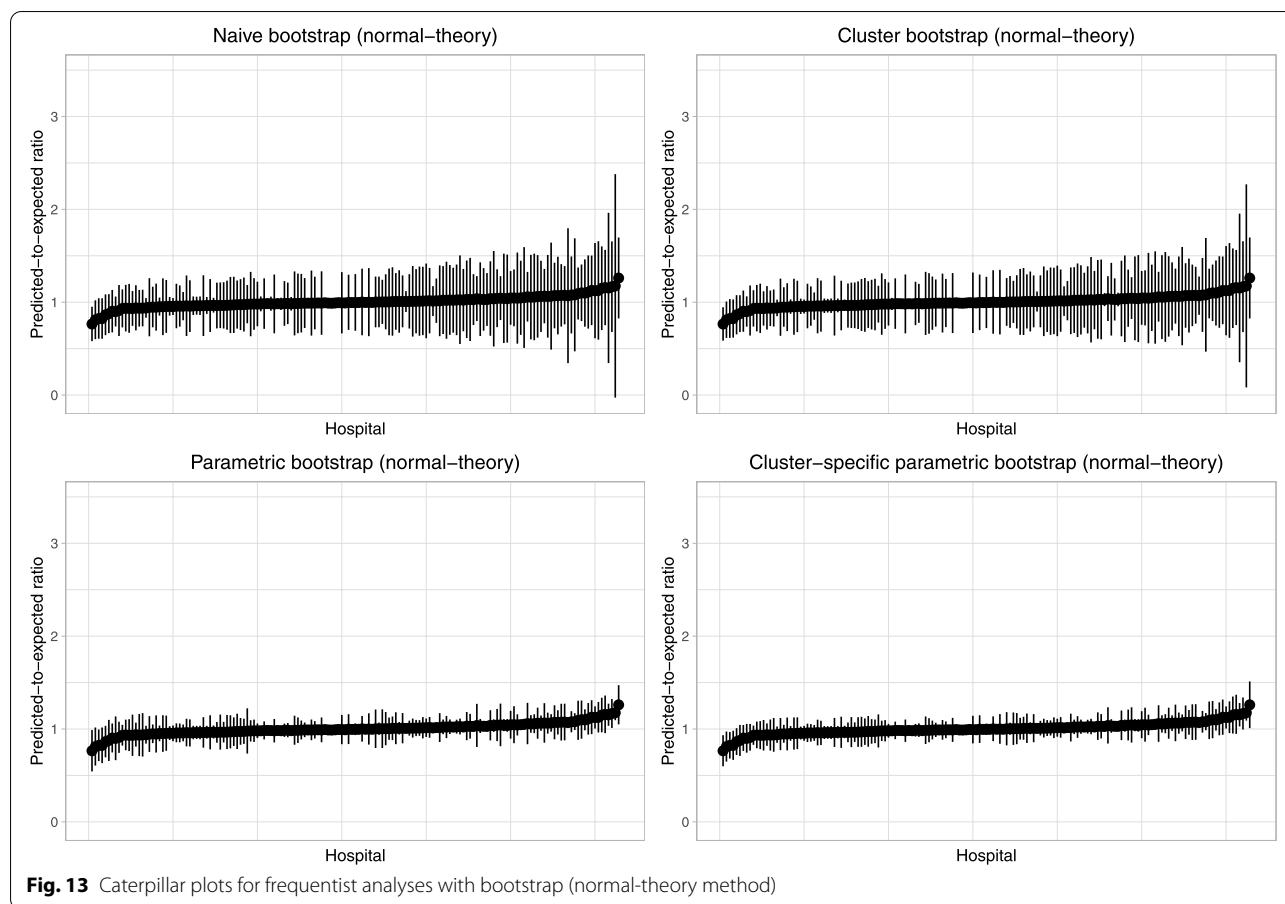 Naive bootstrap (normal−theory)
Cluster bootstrap (normal−theory)
Predicted−to−expected ratio
3
2
1
0
Hospital
Predicted−to−expected ratio
3
2
1
0
Hospital
Parametric bootstrap (normal−theory)
Cluster−specific parametric bootstrap (normal−theory)
Predicted−to−expected ratio
3
2
1
0
Hospital
Predicted−to−expected ratio
3
2
1
0
Hospital
Fig. 13 Caterpillar plots for frequentist analyses with bootstrap (normal-theory method)